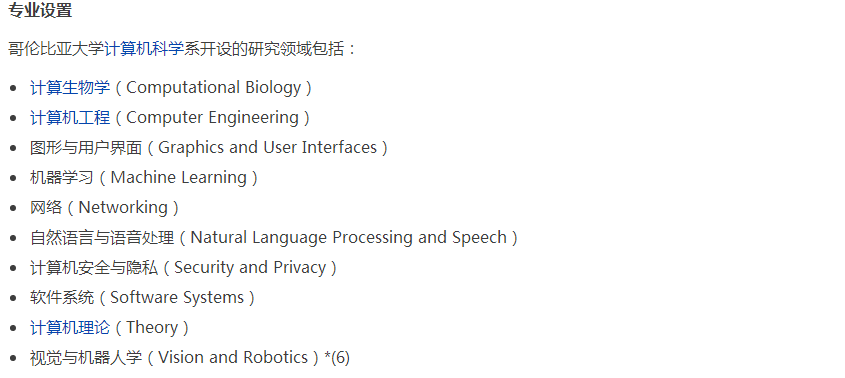 专业设置
哥伦比亚大学计算机科学系开设的研究领域包括：
• 计算生物学（Computational Biology）
• 计算机工程（Computer Engineering）
• 图形与用户界面（Graphics and User Interfaces）
• 机器学习（Machine Learning）
• 网络（Networking）
• 自然语言与语音处理（Natural Language Processing and Speech）
• 计算机安全与隐私（Security and Privacy）
• 软件系统（Software Systems）
• 计算机理论（Theory）
• 视觉与机器人学（Vision and Robotics）*(6)